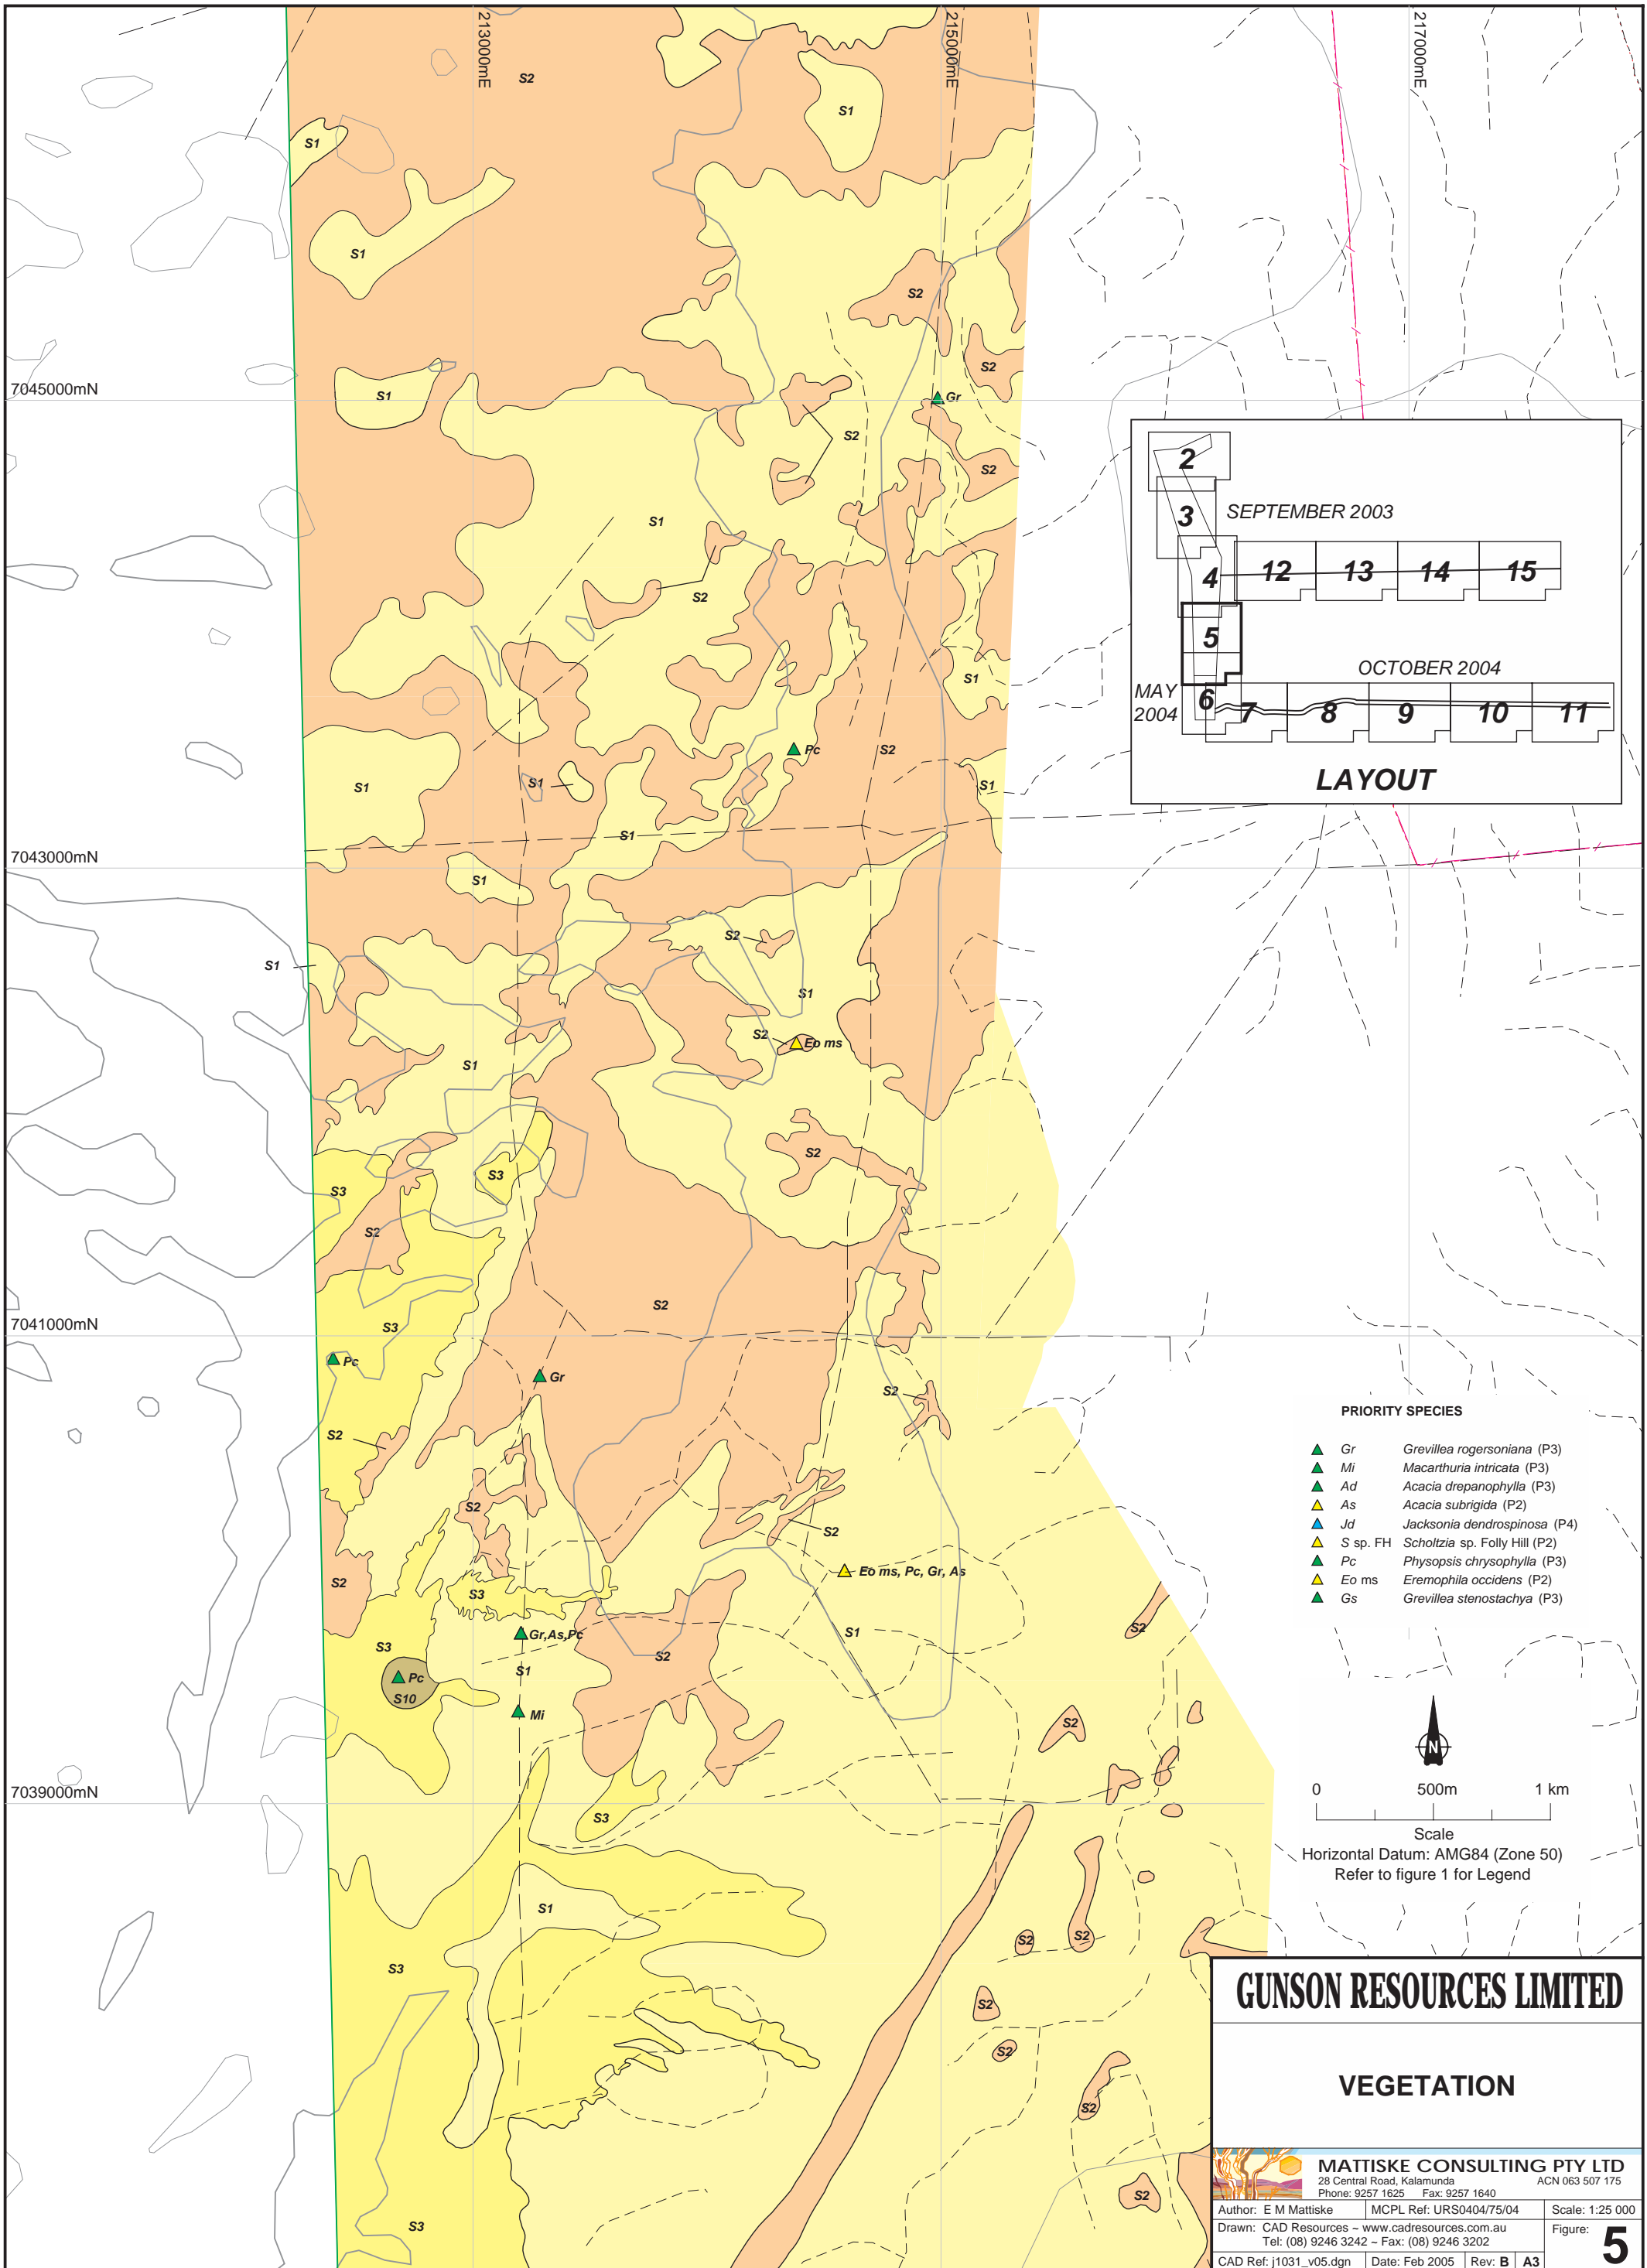 213000mE
215000mE
217000mE
S2
S1
S1
S1
S2
S2
7045000mN
S1
Gr
S2
S2
S1
S2
S1
Pc
S2
S1
S1
S1
S1
7043000mN
S1
S2
S1
S1
S2
Eo ms
S1
S2
S3
S3
S2
S2
S3
7041000mN
Pc
Gr
S2
S2
S2
S2
S2
Eo ms, Pc, Gr, As
S3
Gr,As,Pc
S1
S2
S3
S1
S2
Pc
S10
Mi
S2
7039000mN
S3
S1
S2
S2
S3
S2
S2
S2
S2
S3
2
3
SEPTEMBER 2003
4
12
13
14
15
5
OCTOBER 2004
MAY
2004
6
7
8
9
10
11
LAYOUT
PRIORITY SPECIES
Gr Grevillea rogersoniana (P3)
Mi Macarthuria intricata (P3)
Ad Acacia drepanophylla (P3)
As Acacia subrigida (P2)
Jd Jacksonia dendrospinosa (P4)
S sp. FH Scholtzia sp. Folly Hill (P2)
Pc Physopsis chrysophylla (P3)
Eo ms Eremophila occidens (P2)
Gs Grevillea stenostachya (P3)
N
0 500m 1 km
Scale
Horizontal Datum: AMG84 (Zone 50)
Refer to figure 1 for Legend
GUNSON RESOURCES LIMITED
VEGETATION
MATTISKE CONSULTING PTY LTD
28 Central Road, Kalamunda ACN 063 507 175
Phone: 9257 1625 Fax: 9257 1640
Author: E M Mattiske MCPL Ref: URS0404/75/04 Scale: 1:25 000
Drawn: CAD Resources ~ www.cadresources.com.au
Tel: (08) 9246 3242 ~ Fax: (08) 9246 3202
Figure: 5
CAD Ref: j1031_v05.dgn Date: Feb 2005 Rev: B A3